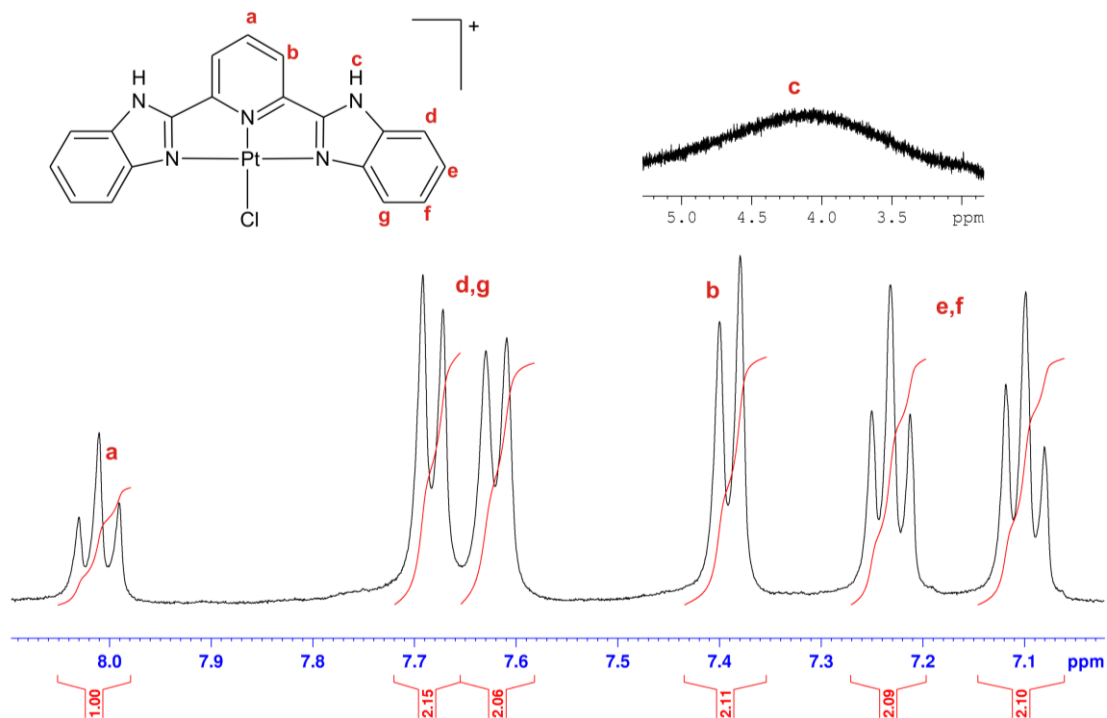 a
+
b
c
H
H
N
N
d
N
N
Pt
N
e
Cl
g
f
c
5.0 4.5 4.0 3.5 ppm
d,g
b
e,f
a
8.0 7.9 7.8 7.7 7.6 7.5 7.4 7.3 7.2 7.1 ppm
1.00 2.15 2.06 2.11 2.09 2.10